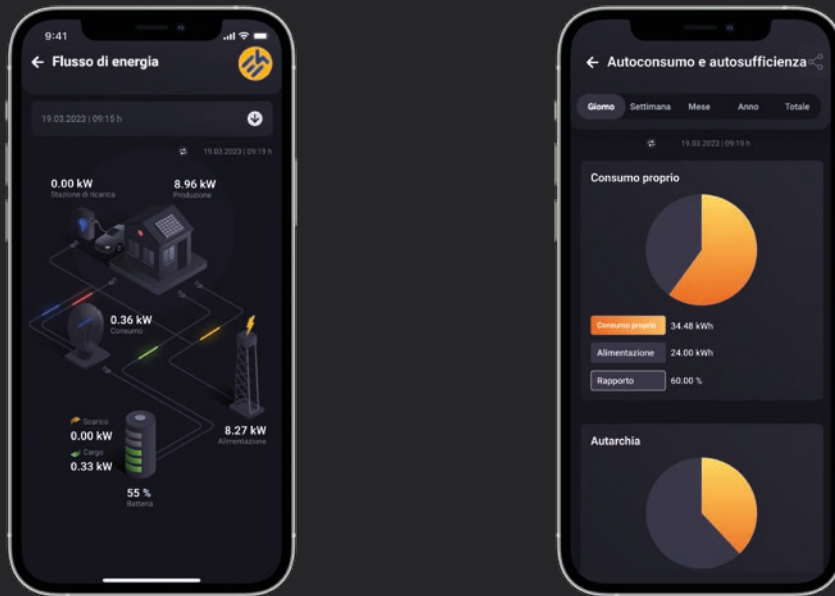 9:41
Flusso di energia
19.03.2023 | 09:15 h
19.03.2023 | 09:19 h
0.00 kW
Stazione di ricarica
8.96 kW
Produzione
0.36 kW
Consumo
Scarico
0.00 kW
Cargo
0.33 kW
8.27 kW
Alimentazione
55 %
Batteria
Autoconsumo e autosufficienza
Giorno Settimana Mese Anno Totale
19.03.2023 | 09:19 h
Consumo proprio
Consumo proprio 34.48 kWh
Alimentazione 24.00 kWh
Rapporto 60.00 %
Autarchia